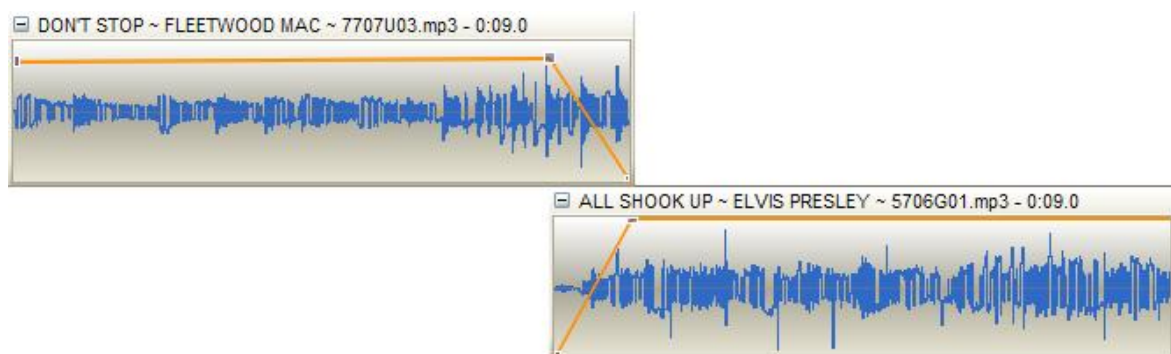 DON'T STOP ~ FLEETWOOD MAC ~ 7707U03.mp3 - 0:09.0
ALL SHOOK UP ~ ELVIS PRESLEY ~ 5706G01.mp3 - 0:09.0